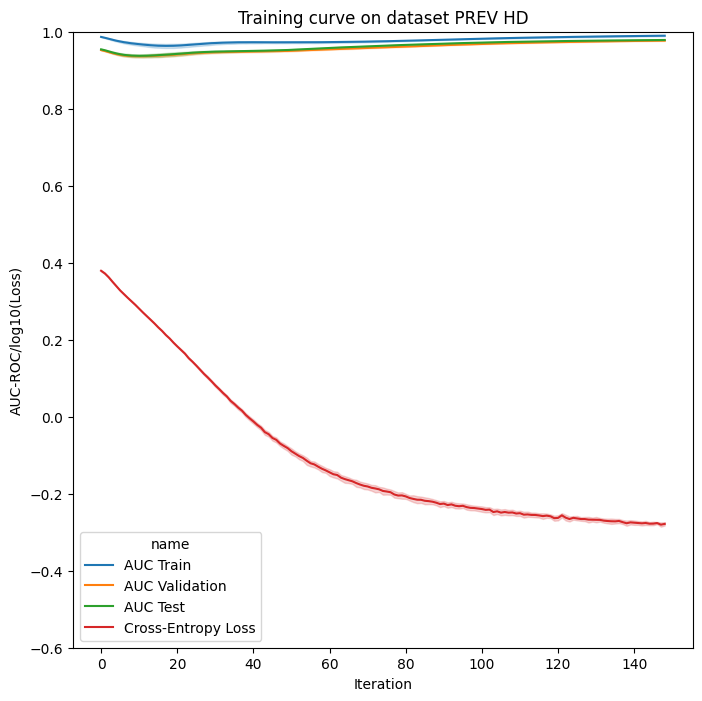 Training curve on dataset PREV HD
AUC-ROC/log10(Loss)
1.0
0.8
0.6
0.4
0.2
0.0
−0.2
−0.4
−0.6
name
AUC Train
AUC Validation
AUC Test
Cross-Entropy Loss
0 20 40 60 80 100 120 140
Iteration